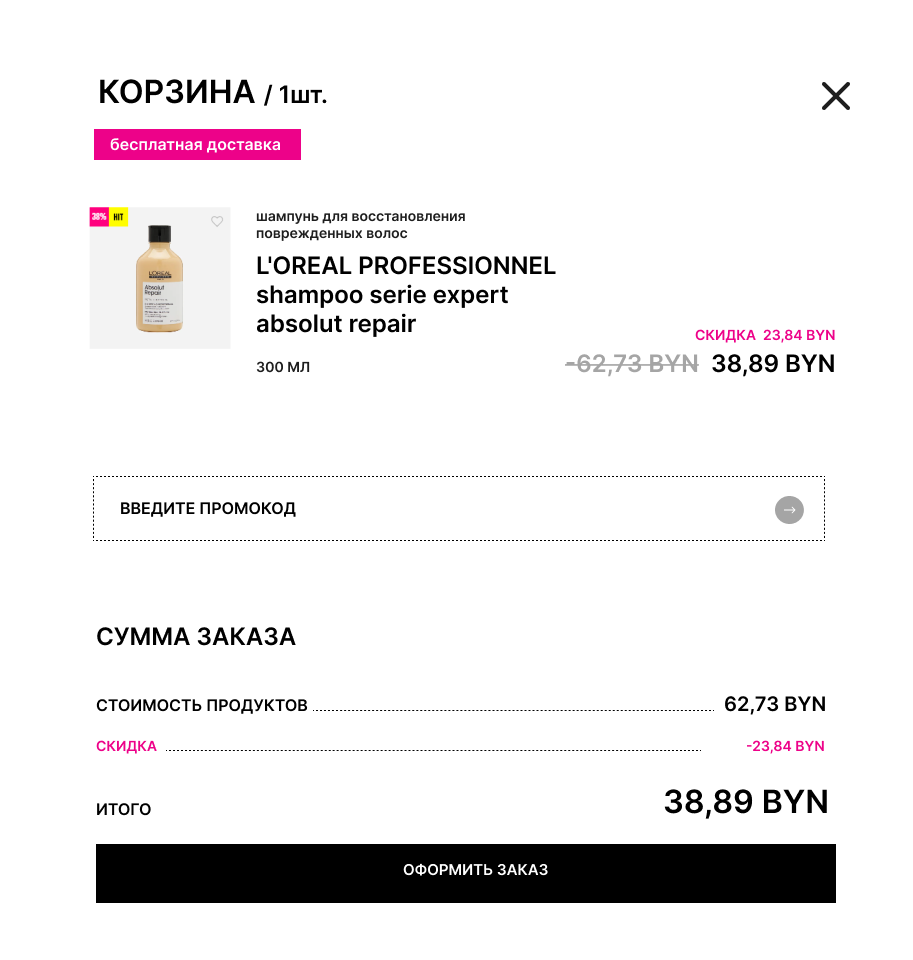 КОРЗИНА / 1шт.
бесплатная доставка
38% HIT
L'OREAL
Absolut
Repair
шампунь для восстановления
поврежденных волос
L'OREAL PROFESSIONNEL
shampoo serie expert
absolut repair
300 МЛ
СКИДКА 23,84 BYN
-62,73 BYN 38,89 BYN
ВВЕДИТЕ ПРОМОКОД
→
СУММА ЗАКАЗА
СТОИМОСТЬ ПРОДУКТОВ 62,73 BYN
СКИДКА -23,84 BYN
ИТОГО 38,89 BYN
ОФОРМИТЬ ЗАКАЗ